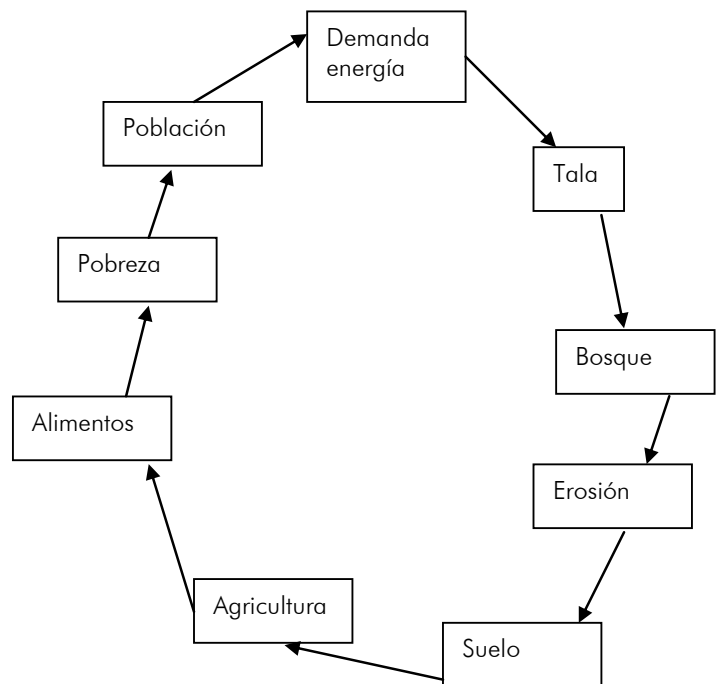 Demanda
energía
Población
Tala
Pobreza
Bosque
Alimentos
Erosión
Agricultura
Suelo